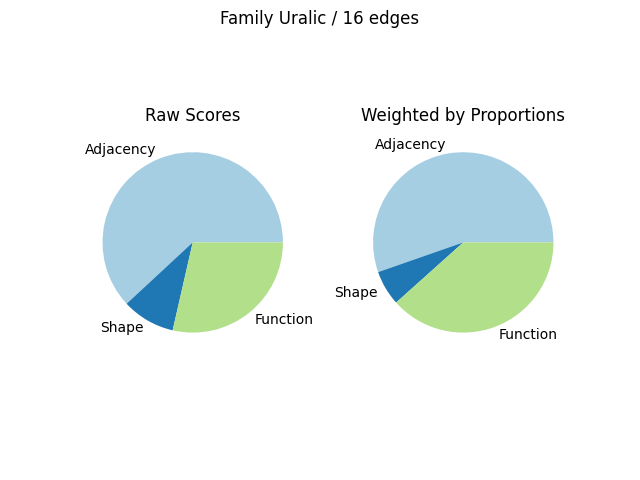 Family Uralic / 16 edges
Raw Scores
Adjacency
Shape
Function
Weighted by Proportions
Adjacency
Shape
Function